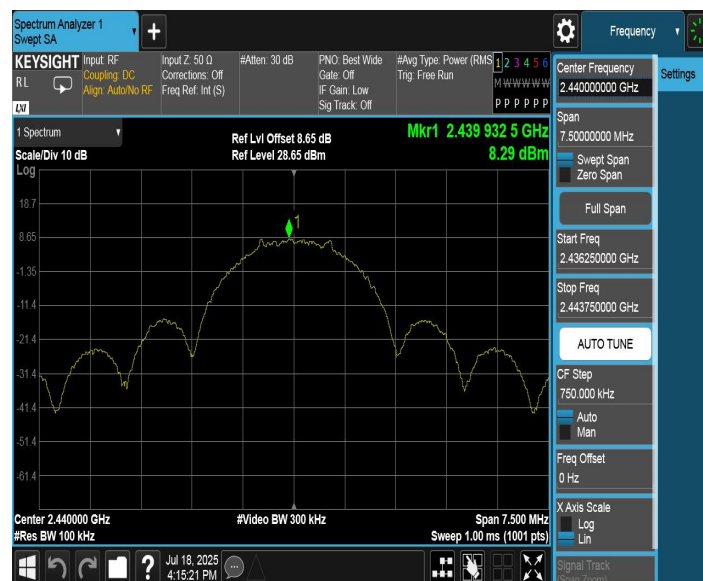 Spectrum Analyzer 1
Swept SA
+
Frequency
KEYSIGHT
RL
LXI
Input: RF
Coupling: DC
Align: Auto/No RF
Input Z: 50 Ω
Corrections: Off
Freq Ref: Int (S)
#Atten: 30 dB
PNO: Best Wide
Gate: Off
IF Gain: Low
Sig Track: Off
#Avg Type: Power (RMS
Trig: Free Run
1 2 3 4 5 6
M W W W W W
P P P P P P
1 Spectrum
Scale/Div 10 dB
Log
Ref Lvl Offset 8.65 dB
Ref Level 28.65 dBm
Mkr1 2.439 932 5 GHz
8.29 dBm
1
18.7
8.65
-1.35
-11.4
-21.4
-31.4
-41.4
-51.4
-61.4
Center 2.440000 GHz
#Res BW 100 kHz
#Video BW 300 kHz
Span 7.500 MHz
Sweep 1.00 ms (1001 pts)
Center Frequency
2.440000000 GHz
Settings
Span
7.50000000 MHz
Swept Span
Zero Span
Full Span
Start Freq
2.436250000 GHz
Stop Freq
2.443750000 GHz
AUTO TUNE
CF Step
750.000 kHz
Auto
Man
Freq Offset
0 Hz
X Axis Scale
Log
Lin
Signal Track
(Span Zoom)
?
Jul 18, 2025
4:15:21 PM